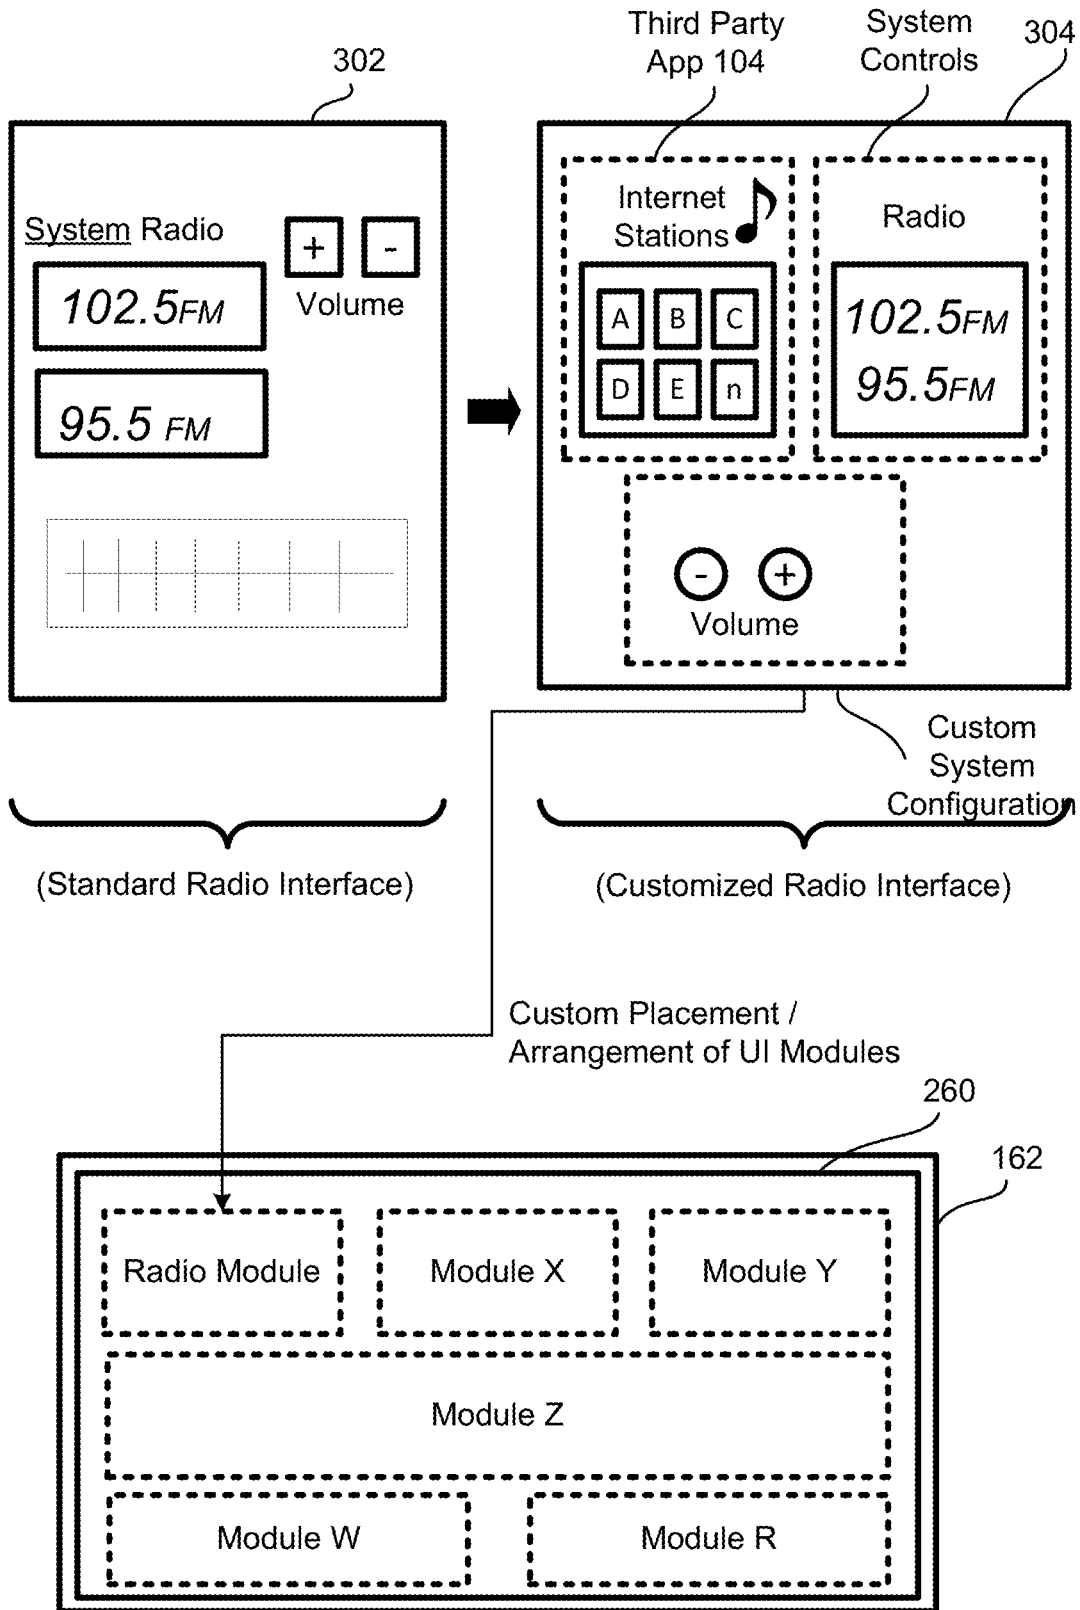 302
System Radio
+
-
102.5FM
Volume
95.5 FM
(Standard Radio Interface)
Third Party
App 104
System
Controls
304
Internet
Stations
A
B
C
D
E
n
Radio
102.5FM
95.5FM
-
+
Volume
Custom
System
Configuration
(Customized Radio Interface)
Custom Placement /
Arrangement of UI Modules
260
162
Radio Module
Module X
Module Y
Module Z
Module W
Module R